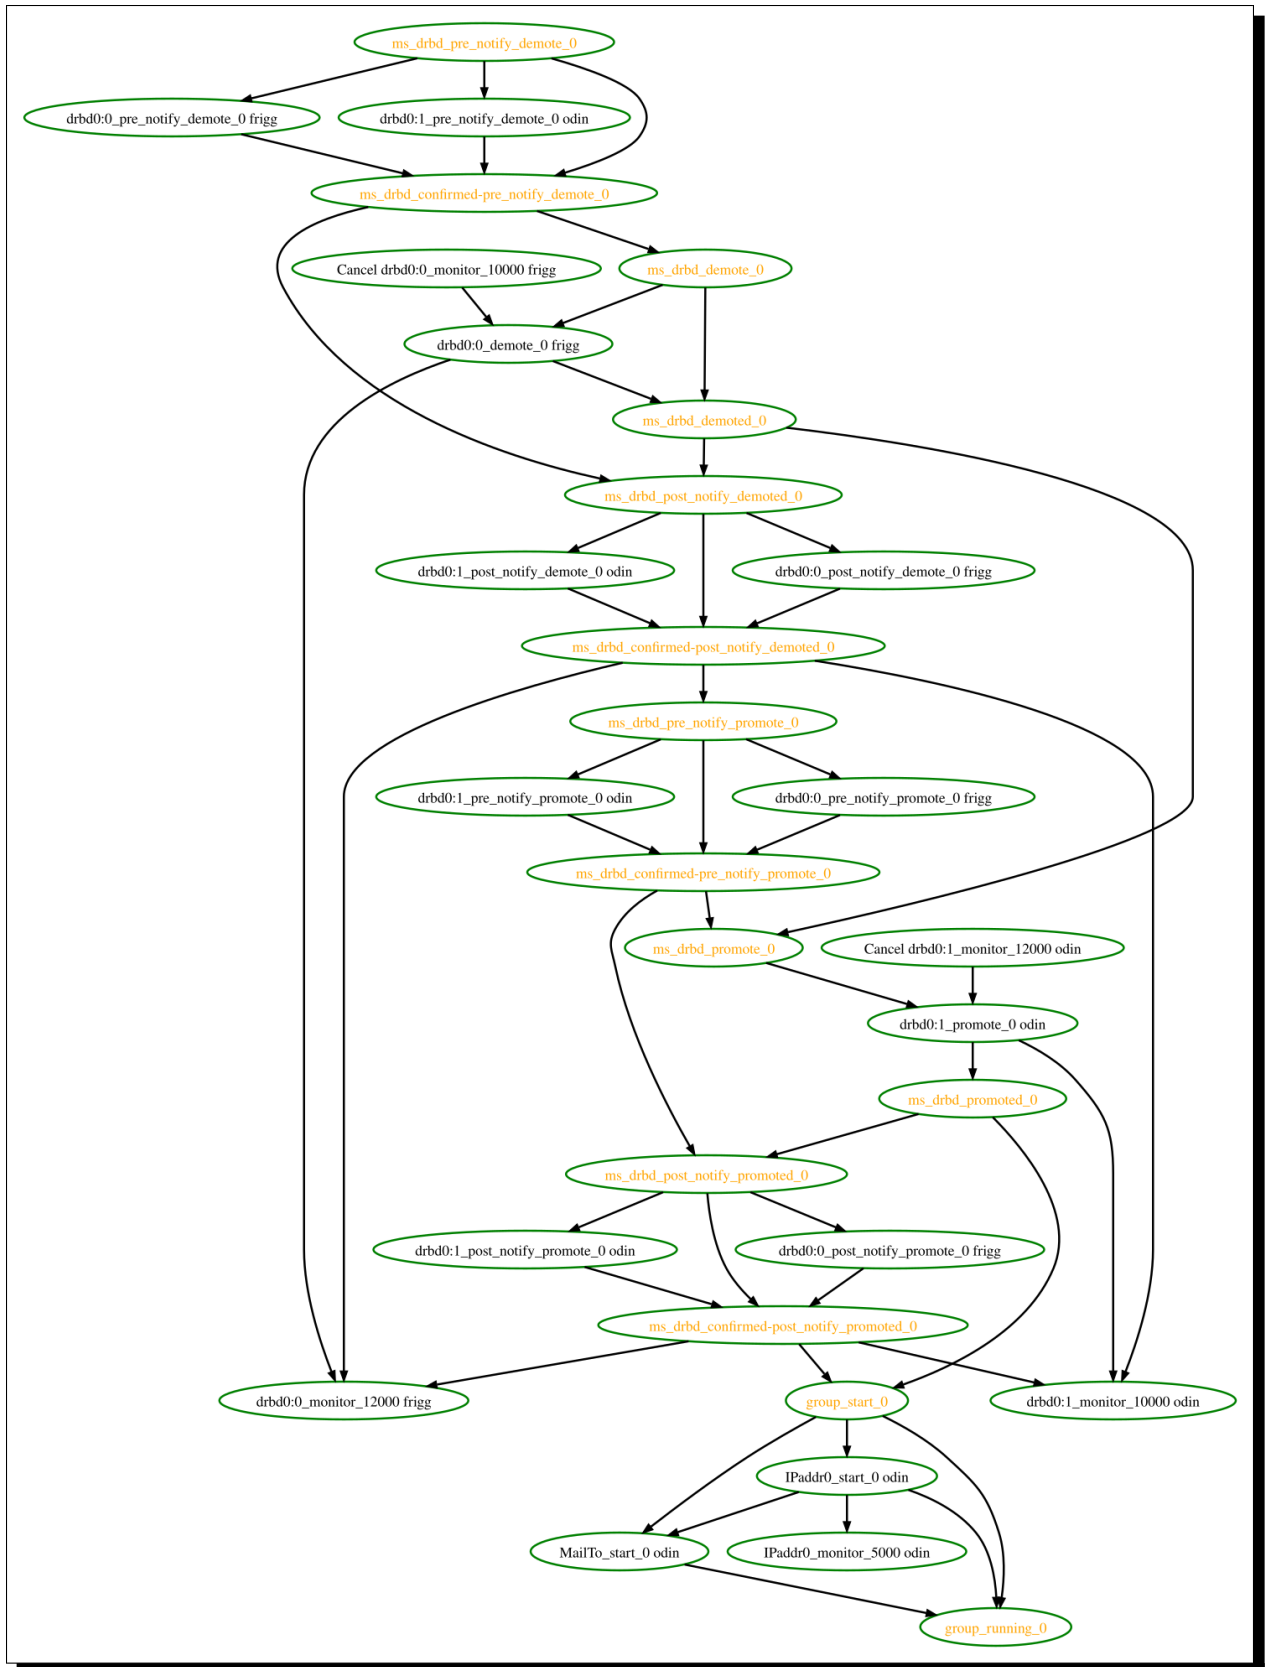 ms_drbd_pre_notify_demote_0
drbd0:0_pre_notify_demote_0 frigg
drbd0:1_pre_notify_demote_0 odin
ms_drbd_confirmed-pre_notify_demote_0
Cancel drbd0:0_monitor_10000 frigg
ms_drbd_demote_0
drbd0:0_demote_0 frigg
ms_drbd_demoted_0
ms_drbd_post_notify_demoted_0
drbd0:1_post_notify_demote_0 odin
drbd0:0_post_notify_demote_0 frigg
ms_drbd_confirmed-post_notify_demoted_0
ms_drbd_pre_notify_promote_0
drbd0:1_pre_notify_promote_0 odin
drbd0:0_pre_notify_promote_0 frigg
ms_drbd_confirmed-pre_notify_promote_0
ms_drbd_promote_0
Cancel drbd0:1_monitor_12000 odin
drbd0:1_promote_0 odin
ms_drbd_promoted_0
ms_drbd_post_notify_promoted_0
drbd0:1_post_notify_promote_0 odin
drbd0:0_post_notify_promote_0 frigg
ms_drbd_confirmed-post_notify_promoted_0
drbd0:0_monitor_12000 frigg
group_start_0
drbd0:1_monitor_10000 odin
IPaddr0_start_0 odin
MailTo_start_0 odin
IPaddr0_monitor_5000 odin
group_running_0